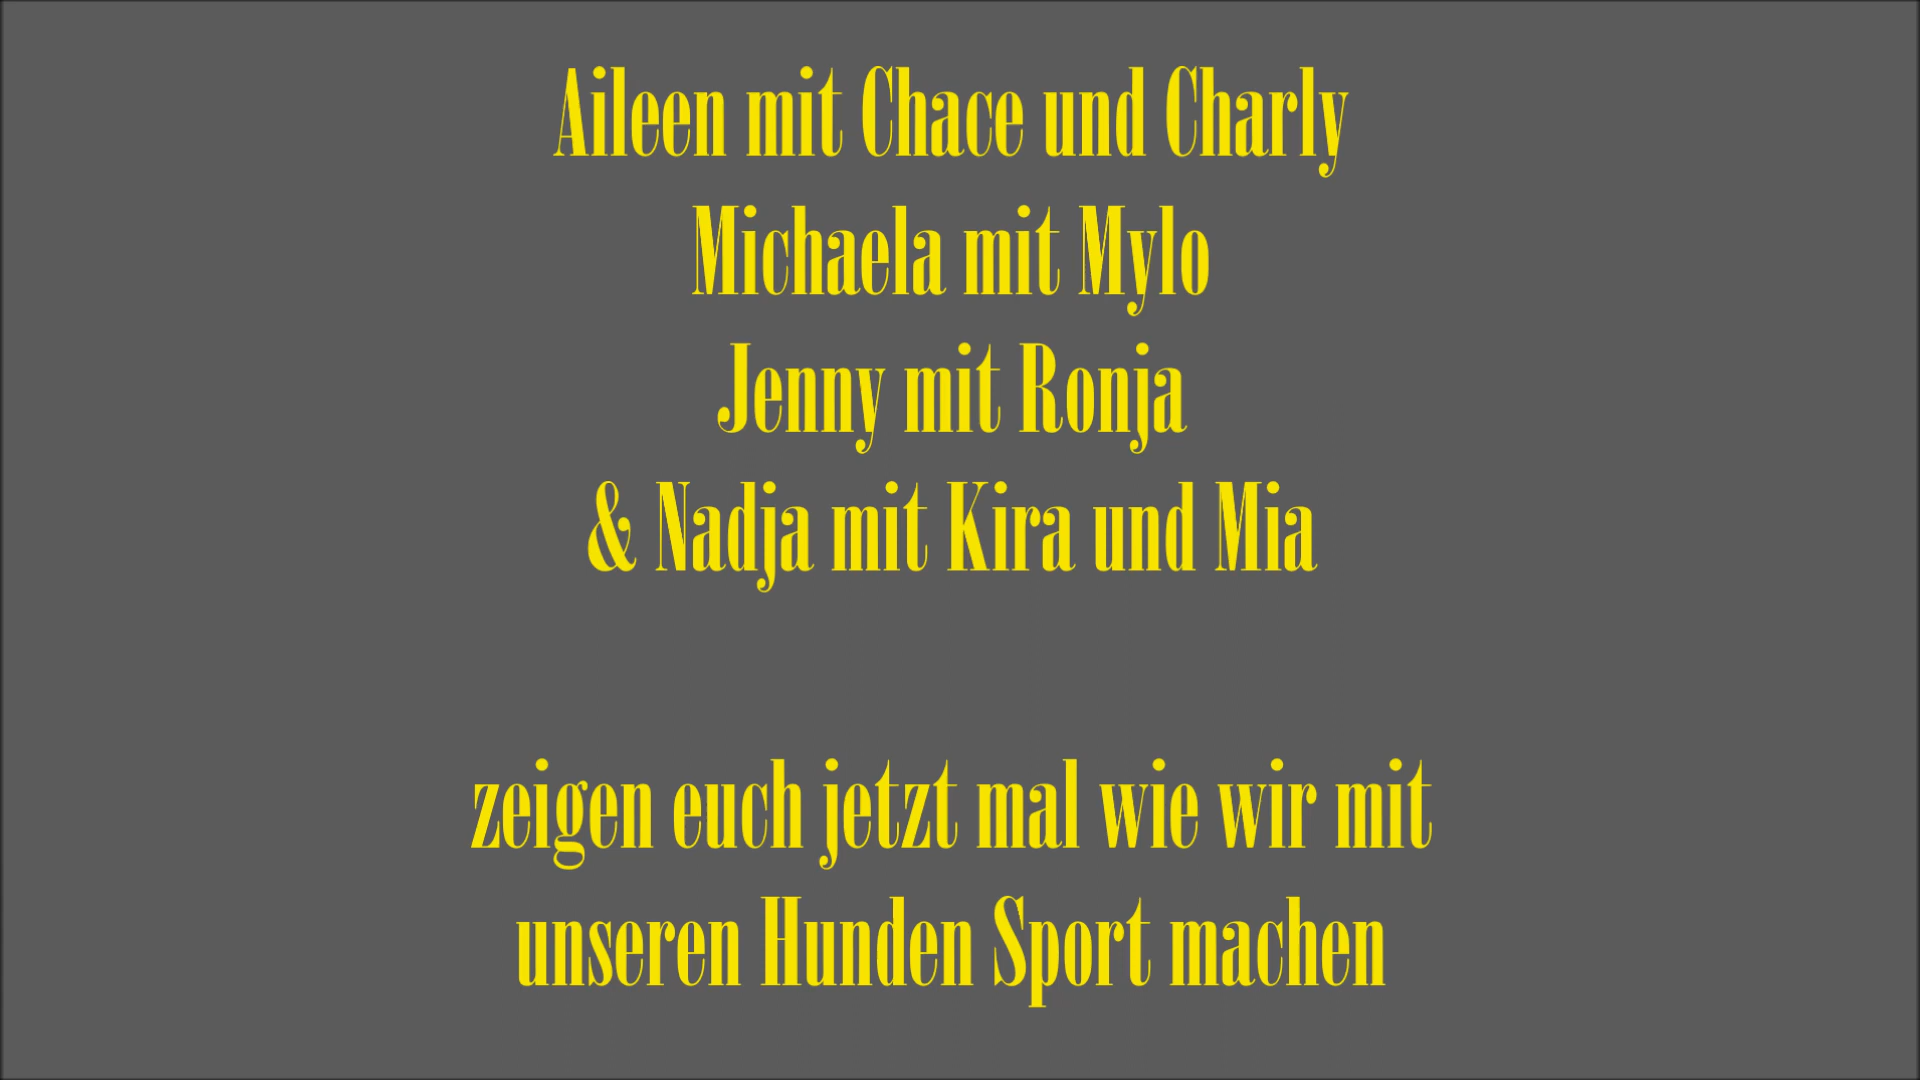 Aileen mit Chace und Charly
Michaela mit Mylo
Jenny mit Ronja
& Nadja mit Kira und Mia
zeigen euch jetzt mal wie wir mit
unseren Hunden Sport machen